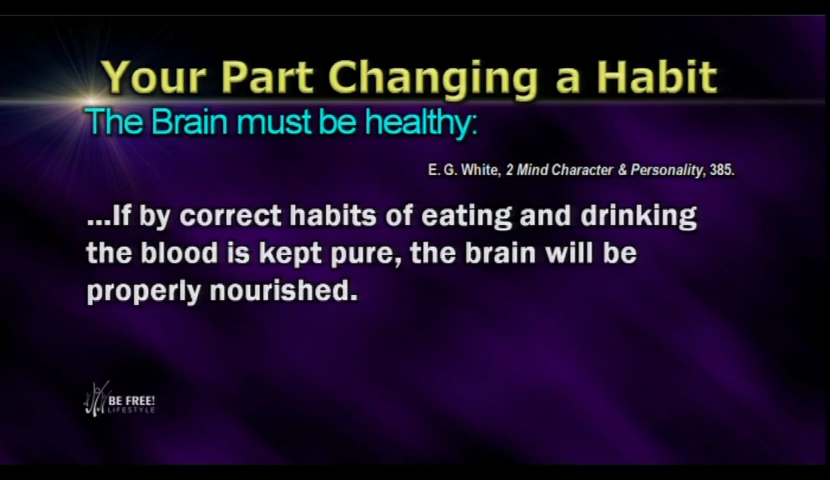 Your Part Changing a Habit
The Brain must be healthy:
E. G. White, 2 Mind Character & Personality, 385.
...If by correct habits of eating and drinking
the blood is kept pure, the brain will be
properly nourished.
BE FREE!
LIFESTYLE